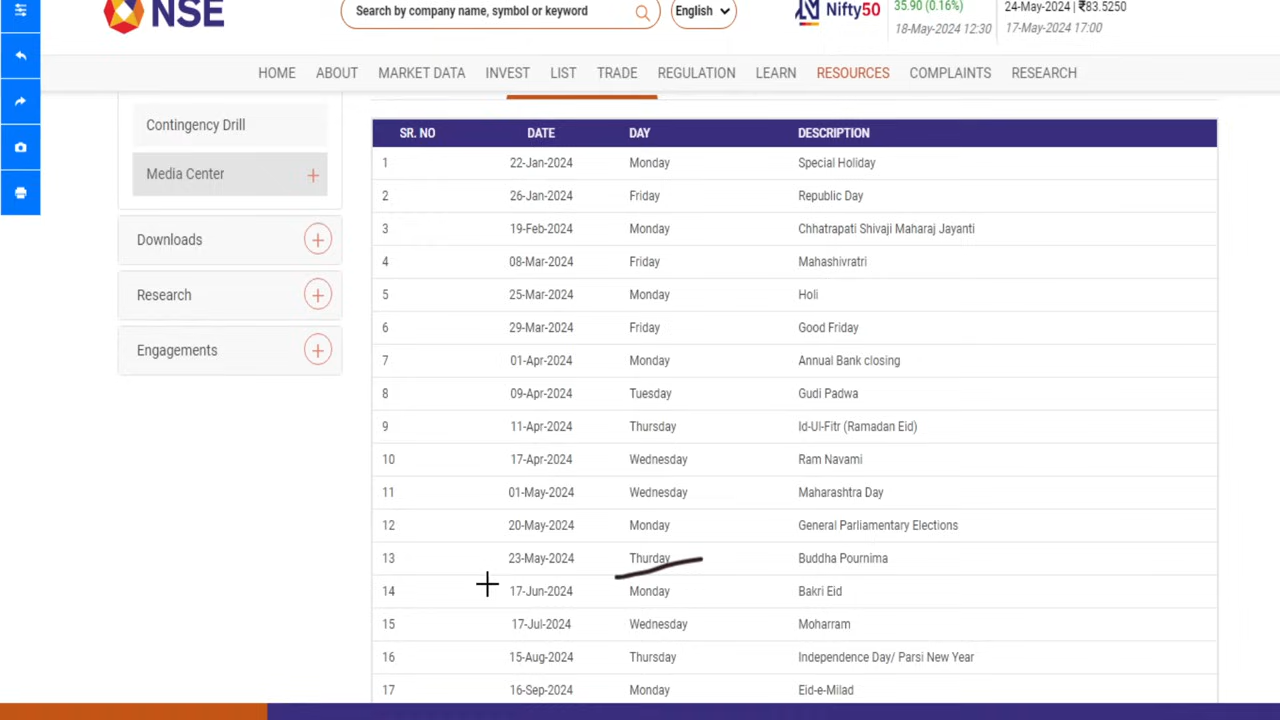 NSE
Search by company name, symbol or keyword
English
Nifty50
35.90 (0.16%)
18-May-2024 12:30
24-May-2024 | ₹83.5250
17-May-2024 17:00
HOME ABOUT MARKET DATA INVEST LIST TRADE REGULATION LEARN RESOURCES COMPLAINTS RESEARCH
Contingency Drill
Media Center
Downloads
Research
Engagements
SR. NO DATE DAY DESCRIPTION
1 22-Jan-2024 Monday Special Holiday
2 26-Jan-2024 Friday Republic Day
3 19-Feb-2024 Monday Chhatrapati Shivaji Maharaj Jayanti
4 08-Mar-2024 Friday Mahashivratri
5 25-Mar-2024 Monday Holi
6 29-Mar-2024 Friday Good Friday
7 01-Apr-2024 Monday Annual Bank closing
8 09-Apr-2024 Tuesday Gudi Padwa
9 11-Apr-2024 Thursday Id-Ul-Fitr (Ramadan Eid)
10 17-Apr-2024 Wednesday Ram Navami
11 01-May-2024 Wednesday Maharashtra Day
12 20-May-2024 Monday General Parliamentary Elections
13 23-May-2024 Thurday Buddha Pournima
14 17-Jun-2024 Monday Bakri Eid
15 17-Jul-2024 Wednesday Moharram
16 15-Aug-2024 Thursday Independence Day/ Parsi New Year
17 16-Sep-2024 Monday Eid-e-Milad